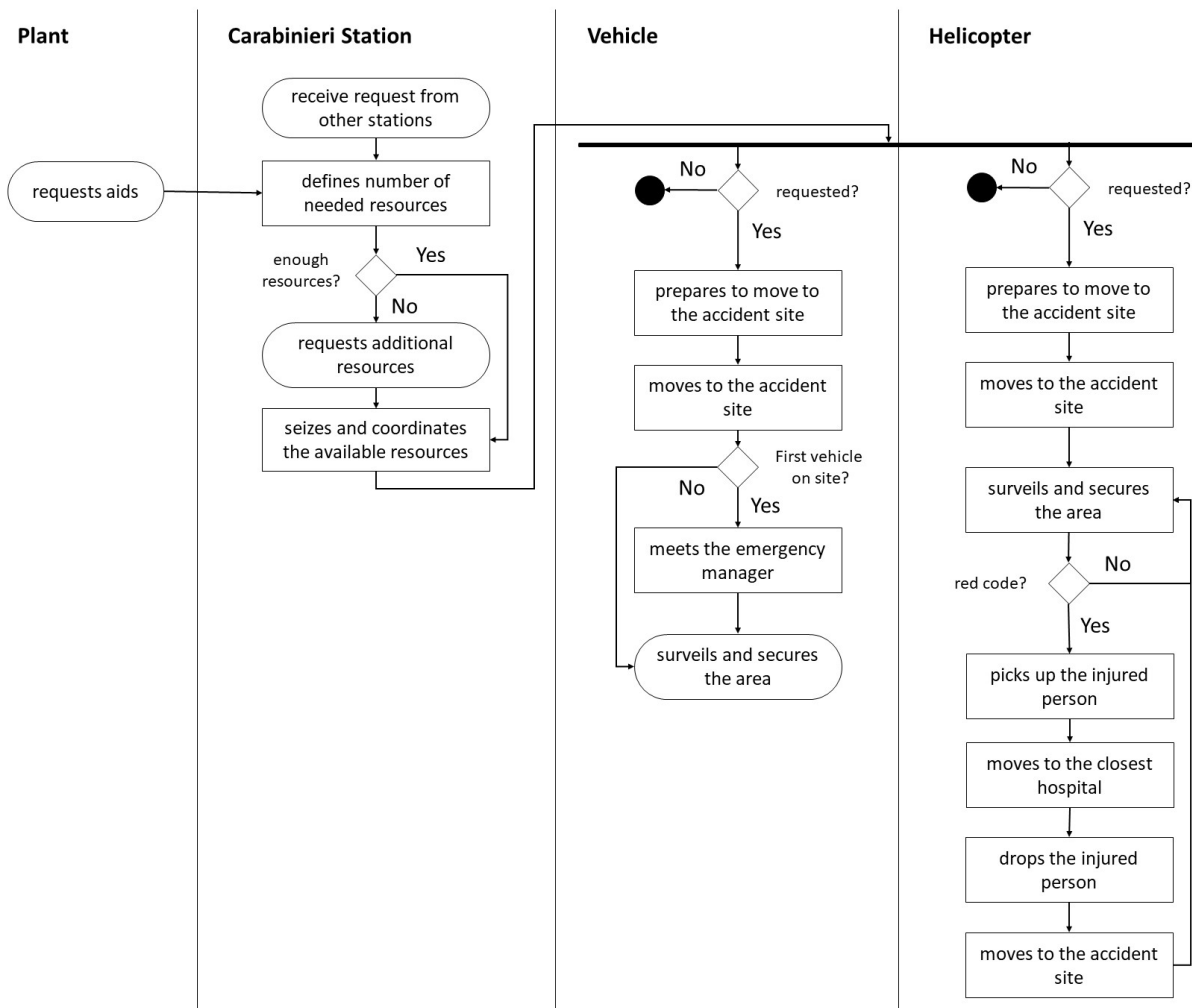 Plant
Carabinieri Station
Vehicle
Helicopter
requests aids
receive request from
other stations
defines number of
needed resources
enough
resources?
Yes
No
requests additional
resources
seizes and coordinates
the available resources
No
requested?
Yes
prepares to move to
the accident site
moves to the accident
site
First vehicle
on site?
No
Yes
meets the emergency
manager
surveils and secures
the area
No
requested?
Yes
prepares to move to
the accident site
moves to the accident
site
surveils and secures
the area
red code?
No
Yes
picks up the injured
person
moves to the closest
hospital
drops the injured
person
moves to the accident
site